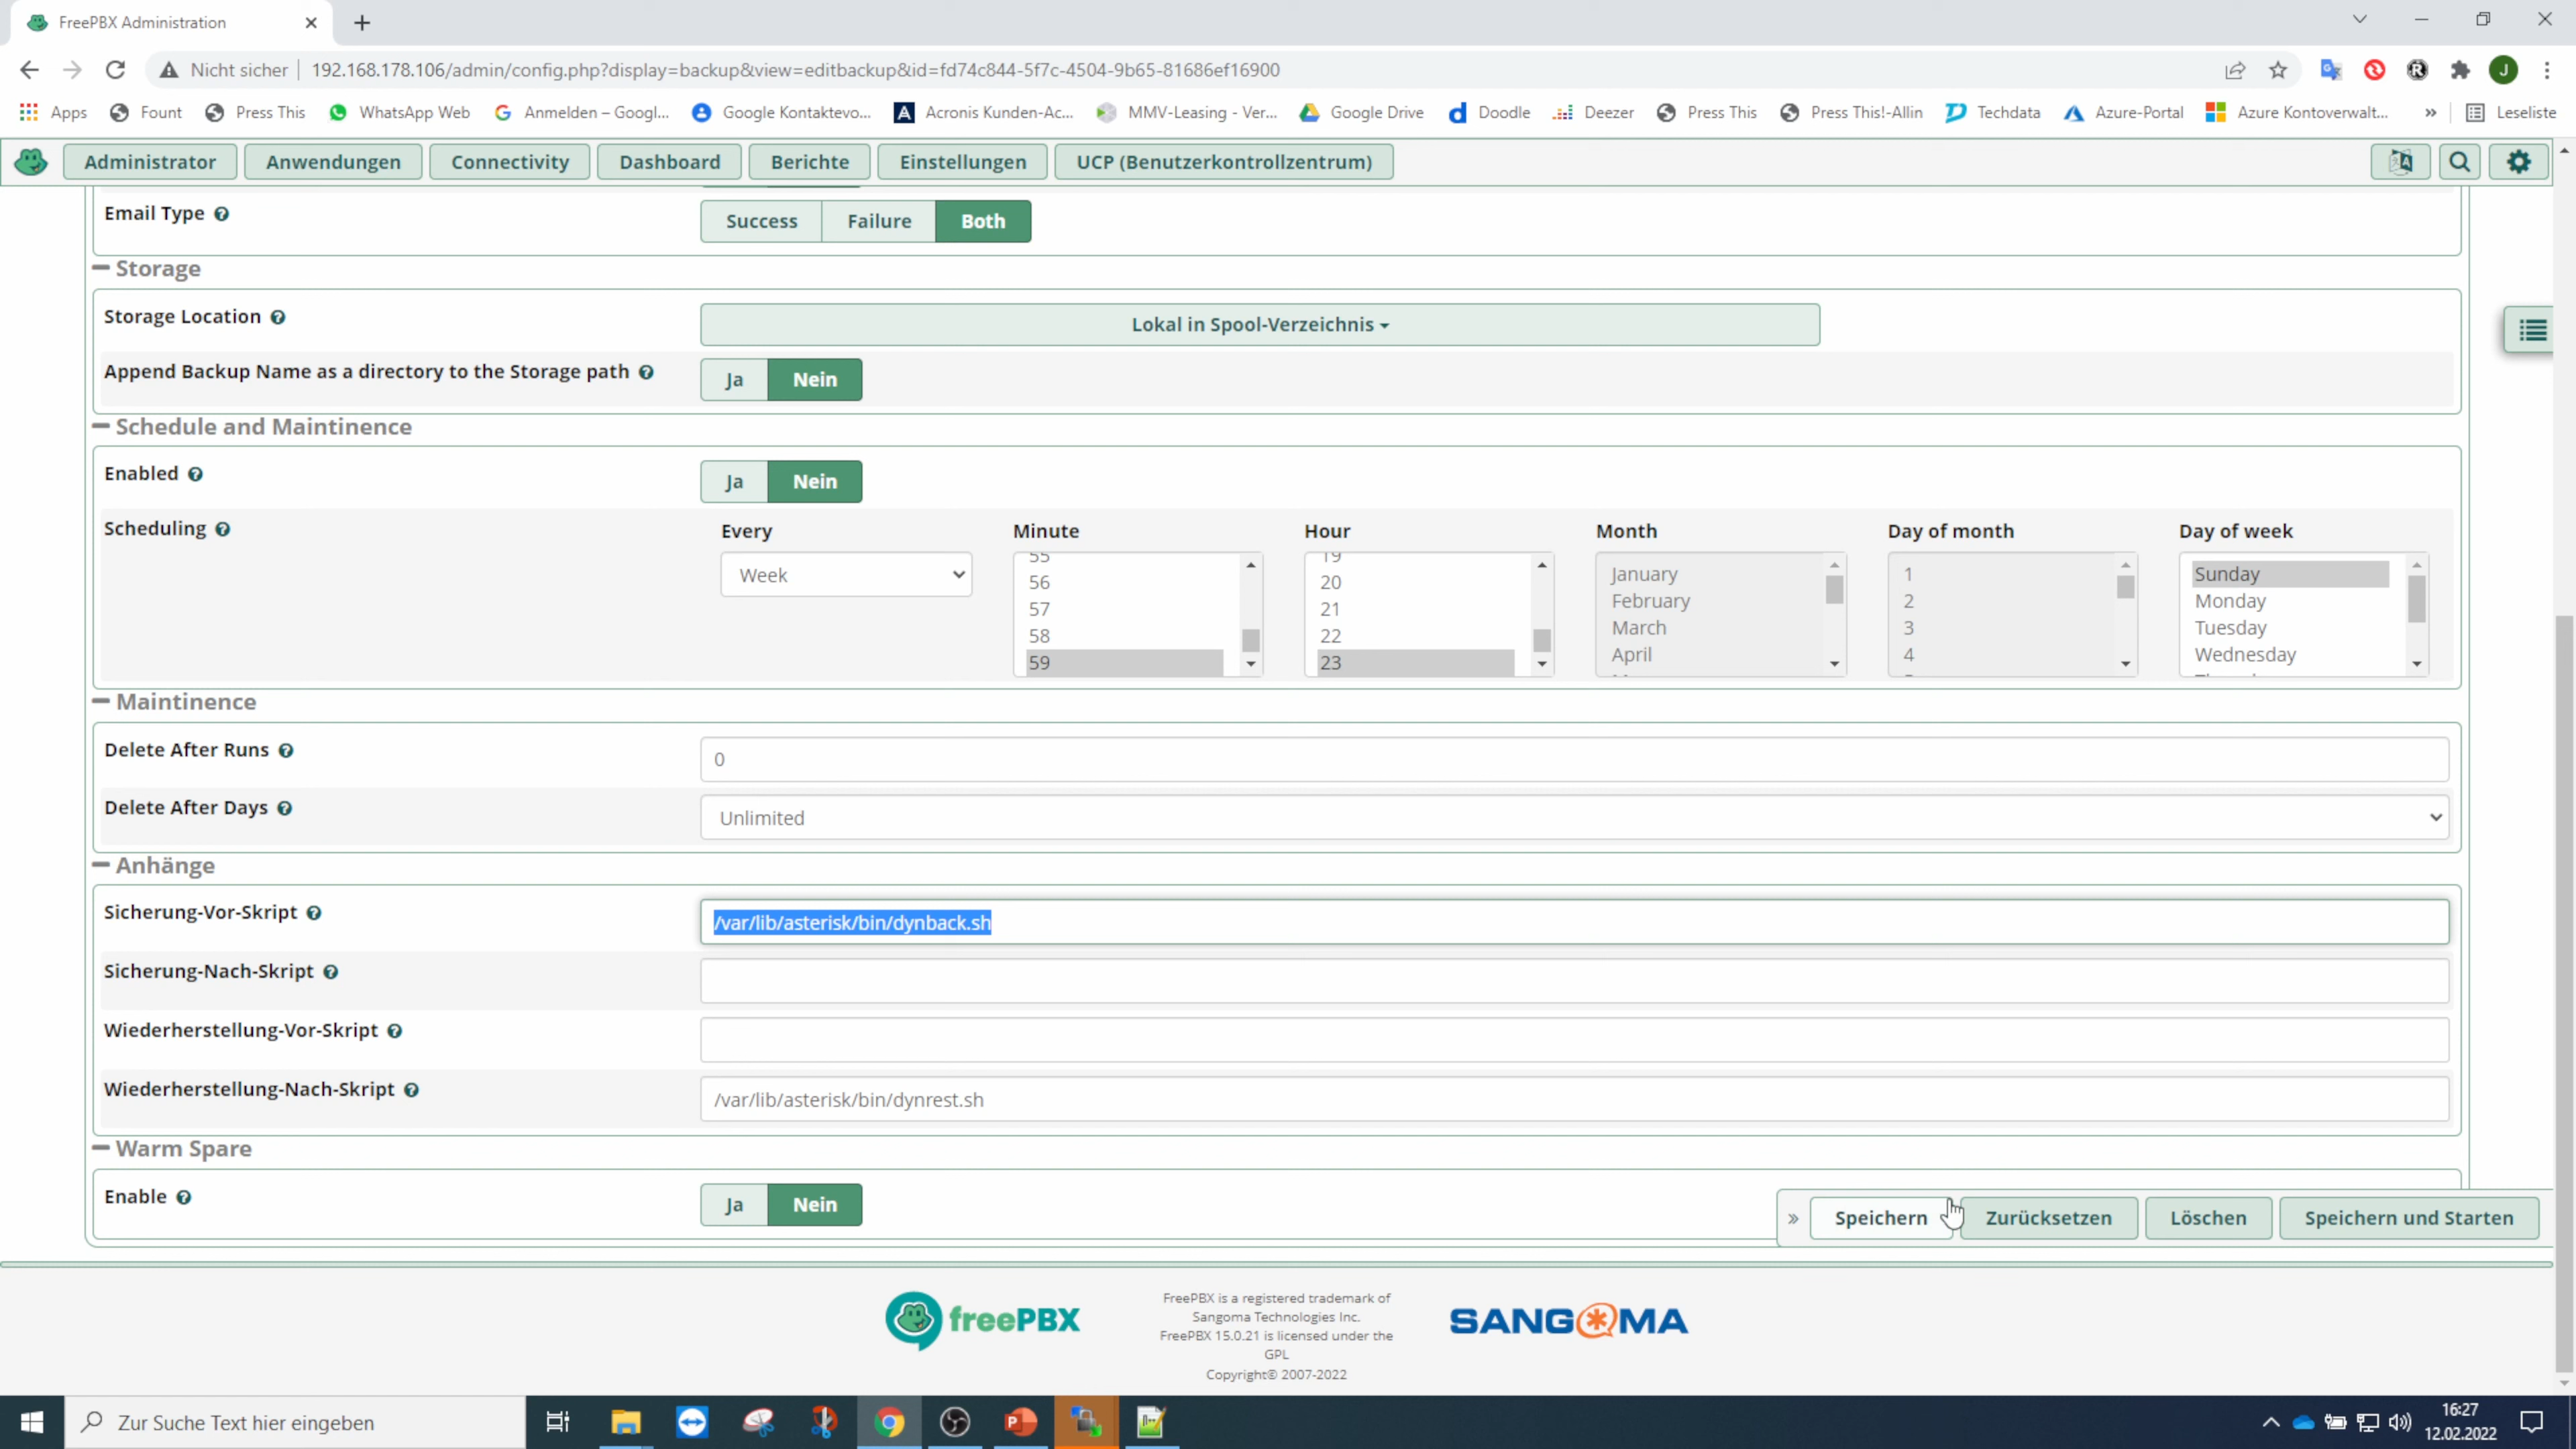 FreePBX Administration
Nicht sicher 192.168.178.106/admin/config.php?display=backup&view=editbackup&id=fd74c844-5f7c-4504-9b65-81686ef16900
J
Apps Fount Press This WhatsApp Web Anmelden – Googl... Google Kontaktevo... Acronis Kunden-Ac... MMV-Leasing - Ver... Google Drive Doodle Deezer Press This Press This!-Allin Techdata Azure-Portal Azure Kontoverwalt... » Leseliste
Administrator Anwendungen Connectivity Dashboard Berichte Einstellungen UCP (Benutzerkontrollzentrum)
Email Type Success Failure Both
Storage
Storage Location Lokal in Spool-Verzeichnis
Append Backup Name as a directory to the Storage path Ja Nein
Schedule and Maintinence
Enabled Ja Nein
Scheduling Every Minute Hour Month Day of month Day of week
55 19
Week 56 20 January 1 Sunday
57 21 February 2 Monday
58 22 March 3 Tuesday
59 23 April 4 Wednesday
Maintinence
Delete After Runs 0
Delete After Days Unlimited
Anhänge
Sicherung-Vor-Skript /var/lib/asterisk/bin/dynback.sh
Sicherung-Nach-Skript
Wiederherstellung-Vor-Skript
Wiederherstellung-Nach-Skript /var/lib/asterisk/bin/dynrest.sh
Warm Spare
Enable Ja Nein
» Speichern Zurücksetzen Löschen Speichern und Starten
freePBX
FreePBX is a registered trademark of
Sangoma Technologies Inc.
FreePBX 15.0.21 is licensed under the
GPL
Copyright© 2007-2022
SANGOMA
Zur Suche Text hier eingeben
16:27
12.02.2022